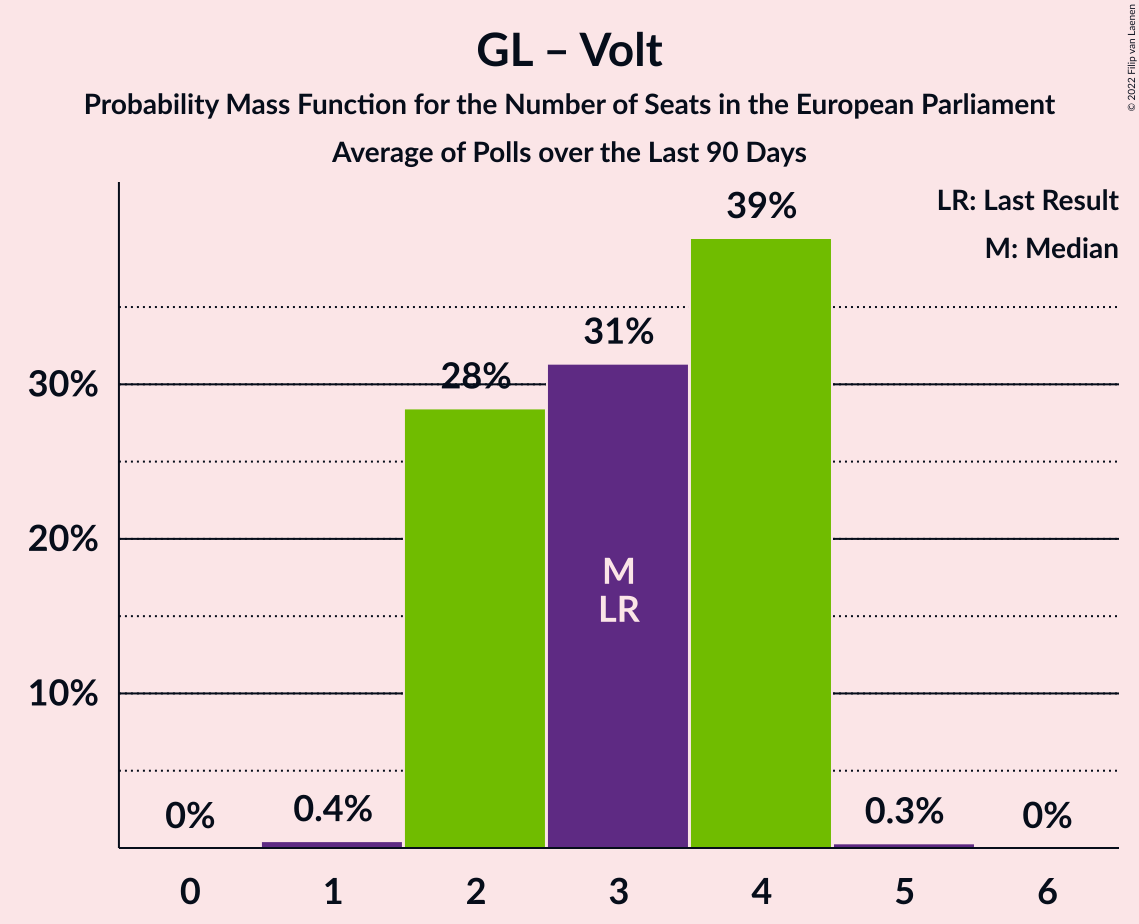 GL – Volt
Probability Mass Function for the Number of Seats in the European Parliament
Average of Polls over the Last 90 Days
© 2022 Filip van Laenen
LR: Last Result
M: Median
39%
31%
28%
30%
20%
10%
M
LR
0%
0.4%
0.3%
0%
0
1
2
3
4
5
6